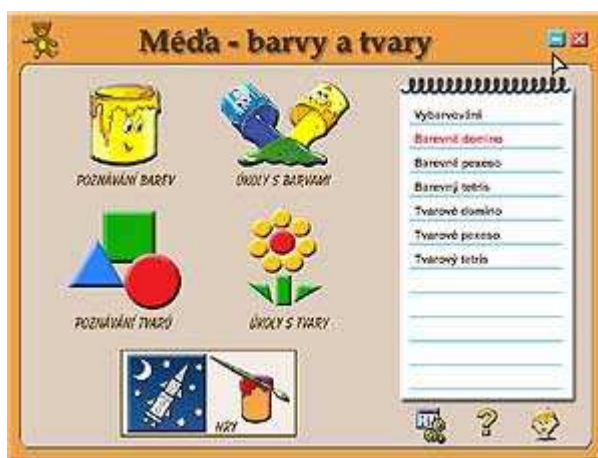 Méďa - barvy a tvary
POZNÁVÁNÍ BAREV
ÚKOLY S BARVAMI
POZNÁVÁNÍ TVARŮ
ÚKOLY S TVARY
HRY
Vybarvování
Barevné domino
Barevné pexeso
Barevný tetris
Tvarové domino
Tvarové pexeso
Tvarový tetris